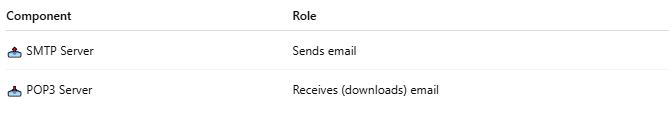 Component Role
SMTP Server Sends email
POP3 Server Receives (downloads) email